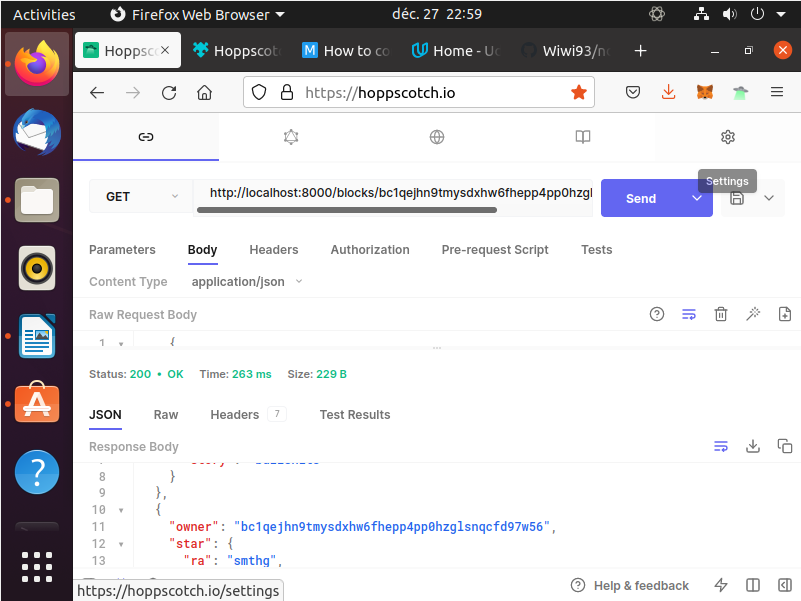 Activities
Firefox Web Browser
déc. 27 22:59
Hoppsc
Hoppscot
M How to co
Home - Uc
Wiwi93/n
https://hoppscotch.io
GET
http://localhost:8000/blocks/bc1qejhn9tmysdxhw6fhepp4pp0hzgl
Send
Settings
Parameters
Body
Headers
Authorization
Pre-request Script
Tests
Content Type
application/json
Raw Request Body
1 {
Status: 200 • OK Time: 263 ms Size: 229 B
JSON
Raw
Headers 7
Test Results
Response Body
8 }
9 },
10 {
11 "owner": "bc1qejhn9tmysdxhw6fhepp4pp0hzglsnqcfd97w56",
12 "star": {
13 "ra": "smthg",
https://hoppscotch.io/settings
Help & feedback